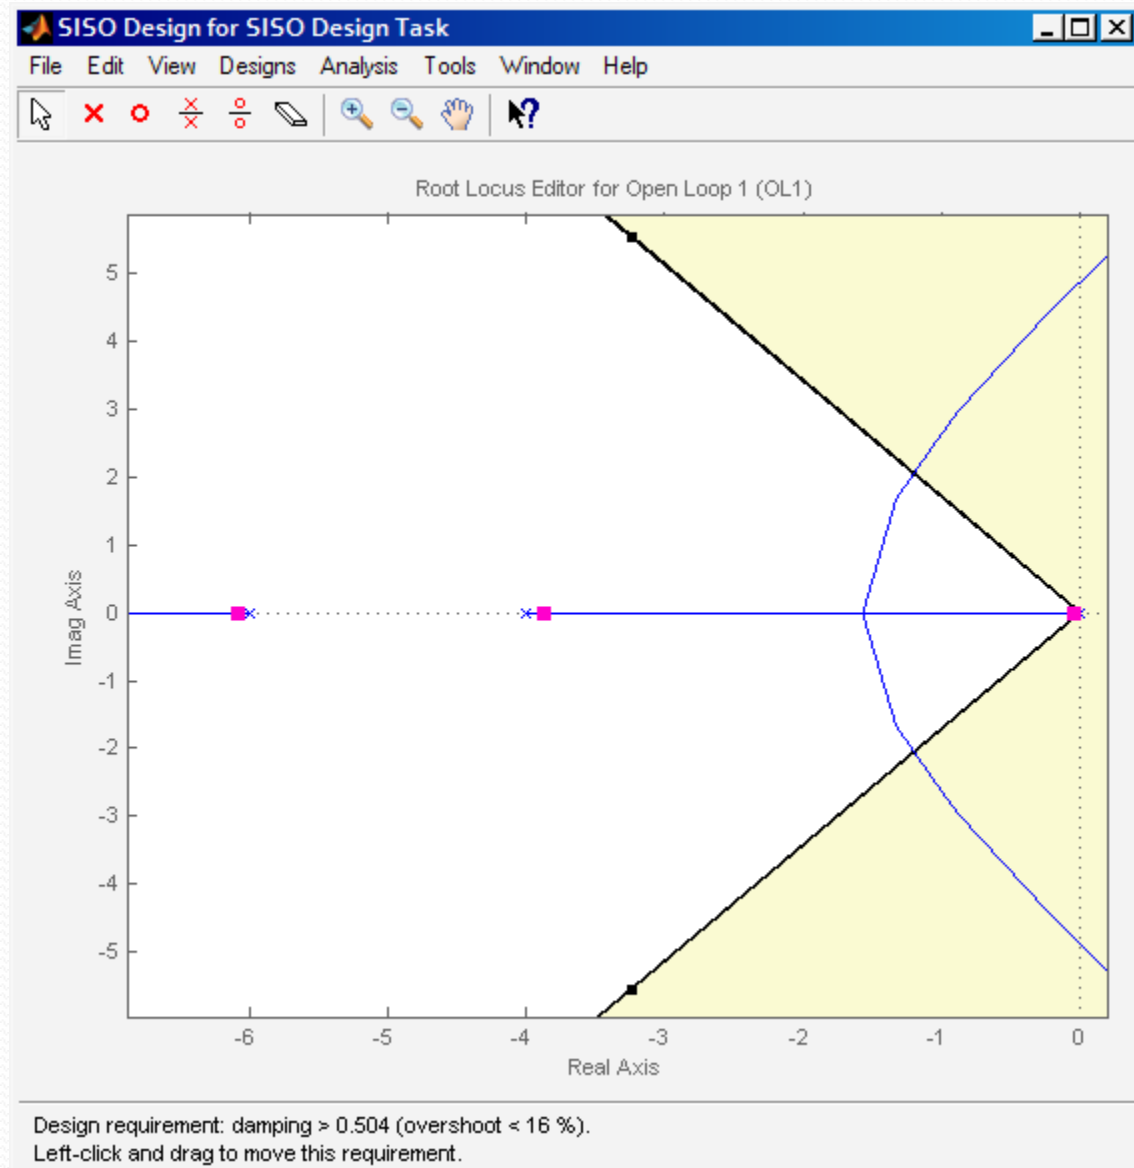 SISO Design for SISO Design Task
File Edit View Designs Analysis Tools Window Help
Root Locus Editor for Open Loop 1 (OL1)
5
4
3
2
1
0
-1
-2
-3
-4
-5
Imag Axis
-6 -5 -4 -3 -2 -1 0
Real Axis
Design requirement: damping > 0.504 (overshoot < 16 %).
Left-click and drag to move this requirement.